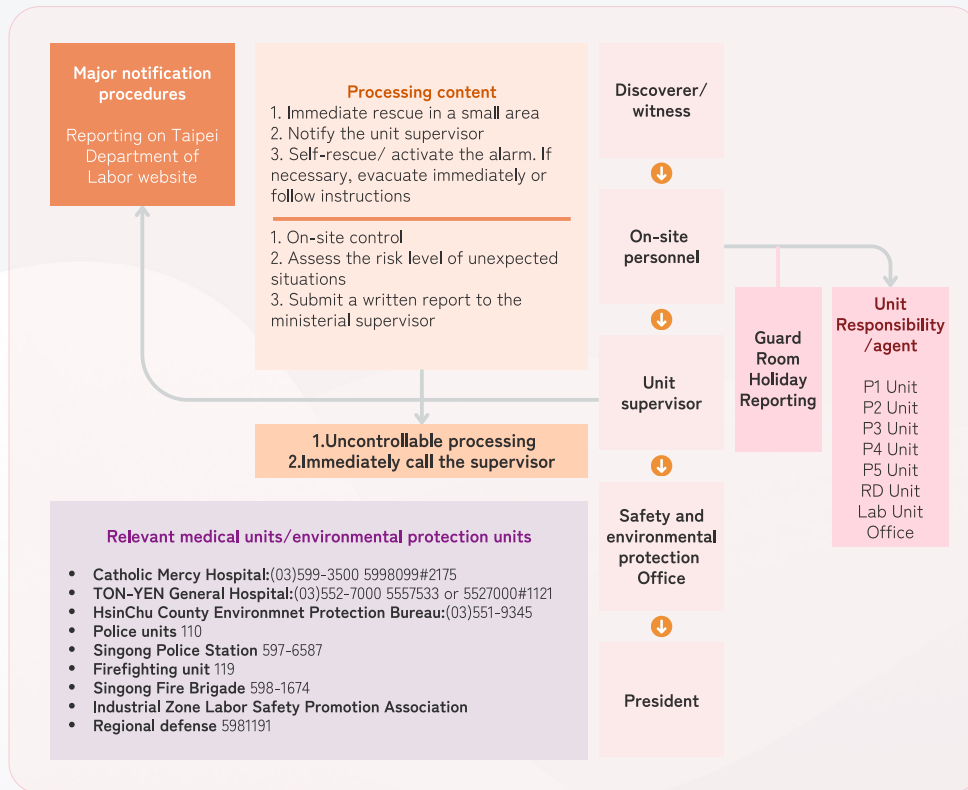 Major notification
procedures
Reporting on Taipei
Department of
Labor website
Processing content
1. Immediate rescue in a small area
2. Notify the unit supervisor
3. Self-rescue/ activate the alarm. If
necessary, evacuate immediately or
follow instructions
1. On-site control
2. Assess the risk level of unexpected
situations
3. Submit a written report to the
ministerial supervisor
1.Uncontrollable processing
2.Immediately call the supervisor
Discoverer/
witness
On-site
personnel
Unit
supervisor
Safety and
environmental
protection
Office
President
Guard
Room
Holiday
Reporting
Unit
Responsibility
/agent
P1 Unit
P2 Unit
P3 Unit
P4 Unit
P5 Unit
RD Unit
Lab Unit
Office
Relevant medical units/environmental protection units
• Catholic Mercy Hospital:(03)599-3500 5998099#2175
• TON-YEN General Hospital:(03)552-7000 5557533 or 5527000#1121
• HsinChu County Environmnet Protection Bureau:(03)551-9345
• Police units 110
• Singong Police Station 597-6587
• Firefighting unit 119
• Singong Fire Brigade 598-1674
• Industrial Zone Labor Safety Promotion Association
• Regional defense 5981191